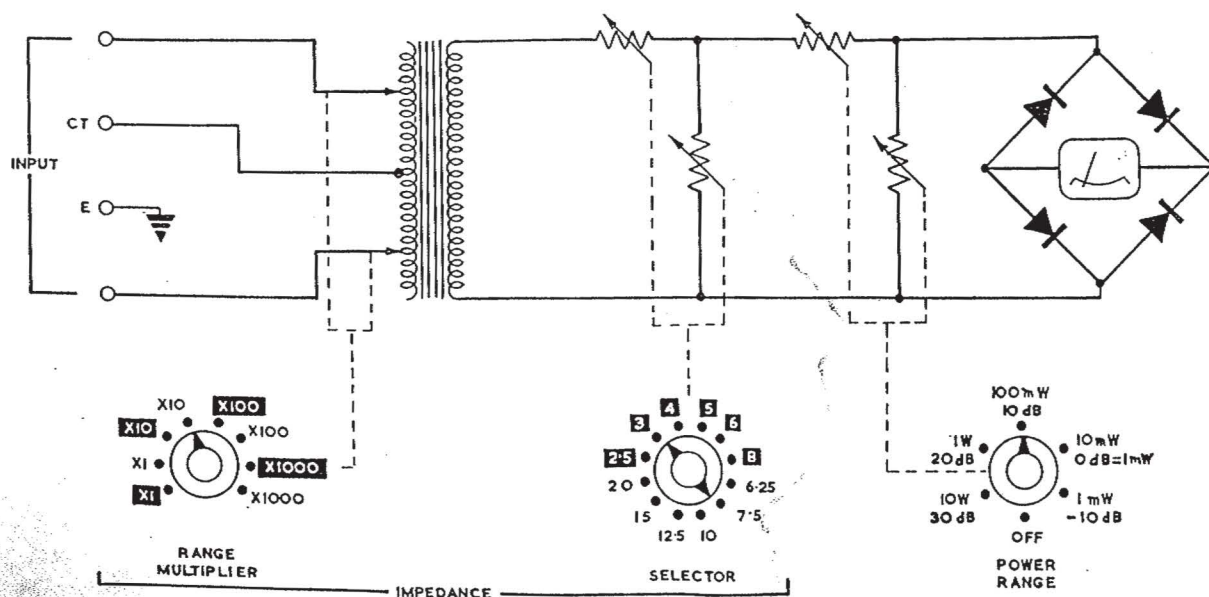 INPUT
CT
E
X10
X100
X10
X100
X1
X1000
X1
X1000
RANGE
MULTIPLIER
4
5
3
6
2.5
8
20
6.25
15
7.5
12.5
10
SELECTOR
IMPEDANCE
100mW
10dB
1W
20dB
10mW
0dB=1mW
10W
30dB
1mW
-10dB
OFF
POWER
RANGE